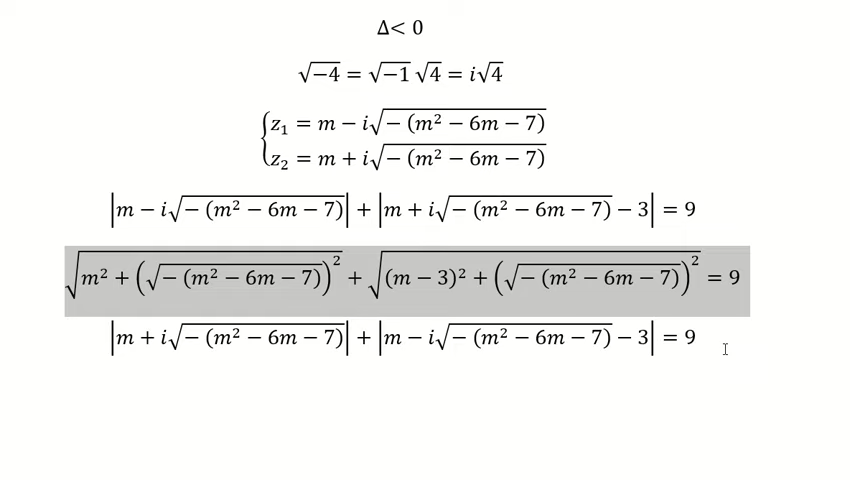 Δ< 0
√−4 = √−1 √4 = i√4
{z₁ = m − i√−(m² − 6m − 7)
z₂ = m + i√−(m² − 6m − 7)
|m − i√−(m² − 6m − 7)| + |m + i√−(m² − 6m − 7) − 3| = 9
√(m² + (√−(m² − 6m − 7))²) + √((m − 3)² + (√−(m² − 6m − 7))²) = 9
|m + i√−(m² − 6m − 7)| + |m − i√−(m² − 6m − 7) − 3| = 9